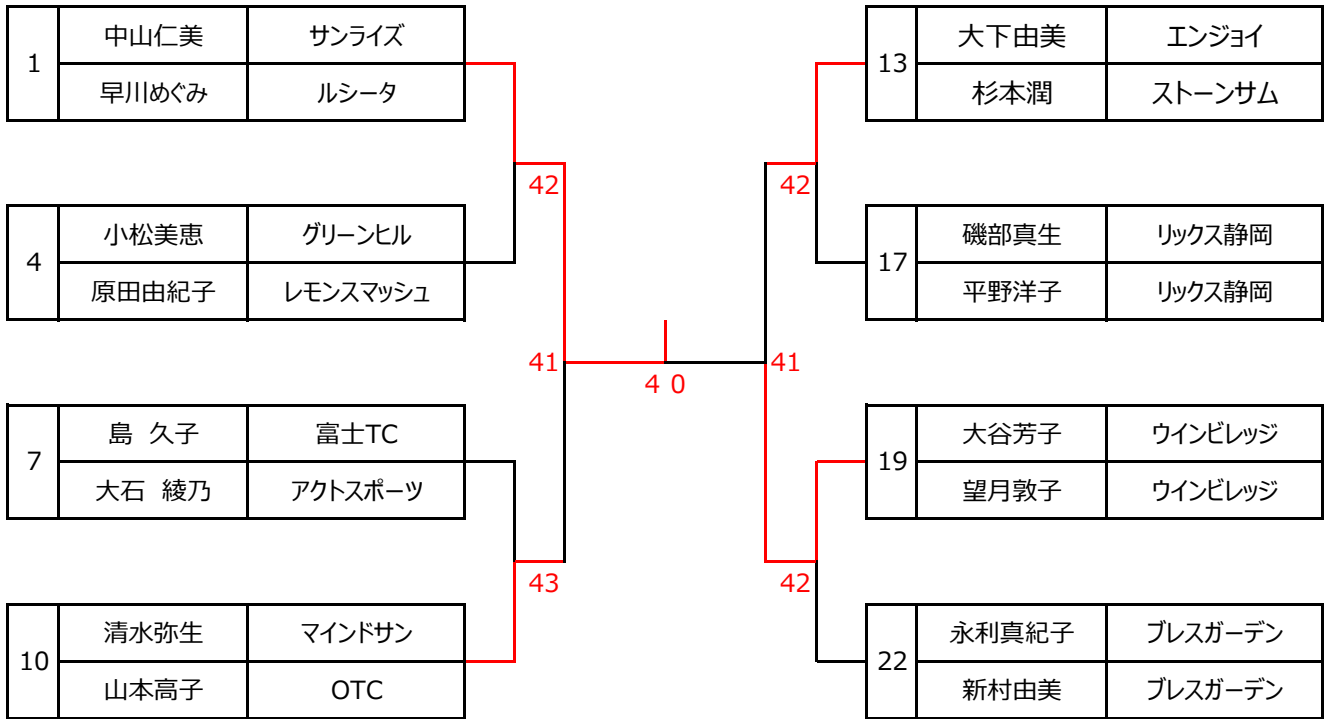 1 中山仁美 サンライズ
早川めぐみ ルシータ
42
4 小松美恵 グリーンヒル
原田由紀子 レモンスマッシュ
41
7 島 久子 富士TC
大石 綾乃 アクトスポーツ
43
10 清水弥生 マインドサン
山本高子 OTC
4 0
13 大下由美 エンジョイ
杉本潤 ストーンサム
42
17 磯部真生 リックス静岡
平野洋子 リックス静岡
41
19 大谷芳子 ウインビレッジ
望月敦子 ウインビレッジ
42
22 永利真紀子 ブレスガーデン
新村由美 ブレスガーデン